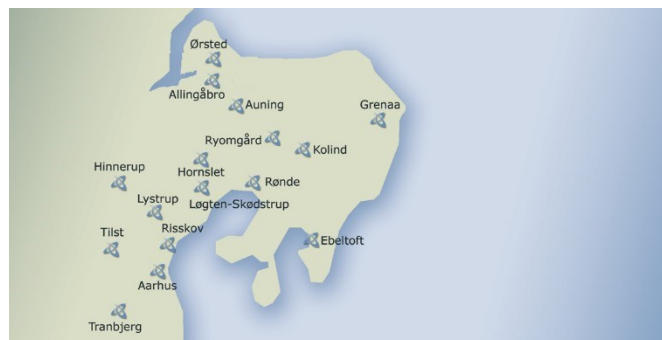 Ørsted
Allingåbro
Auning
Grenaa
Ryomgård
Kolind
Hinnerup
Hornslet
Rønde
Lystrup
Løgten-Skødstrup
Tilst
Risskov
Ebeltoft
Aarhus
Tranbjerg